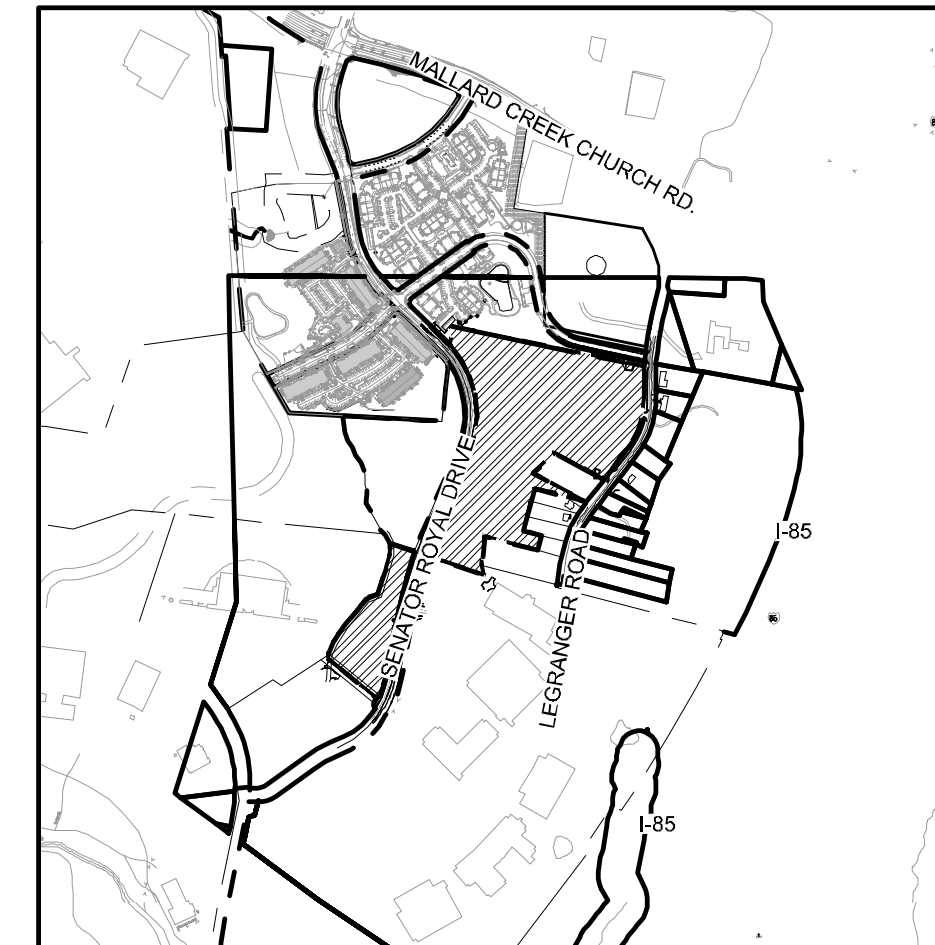 MALLARD CREEK CHURCH RD.
SENATOR ROYAL DRIVE
I-85
LEGRANGER ROAD
I-85